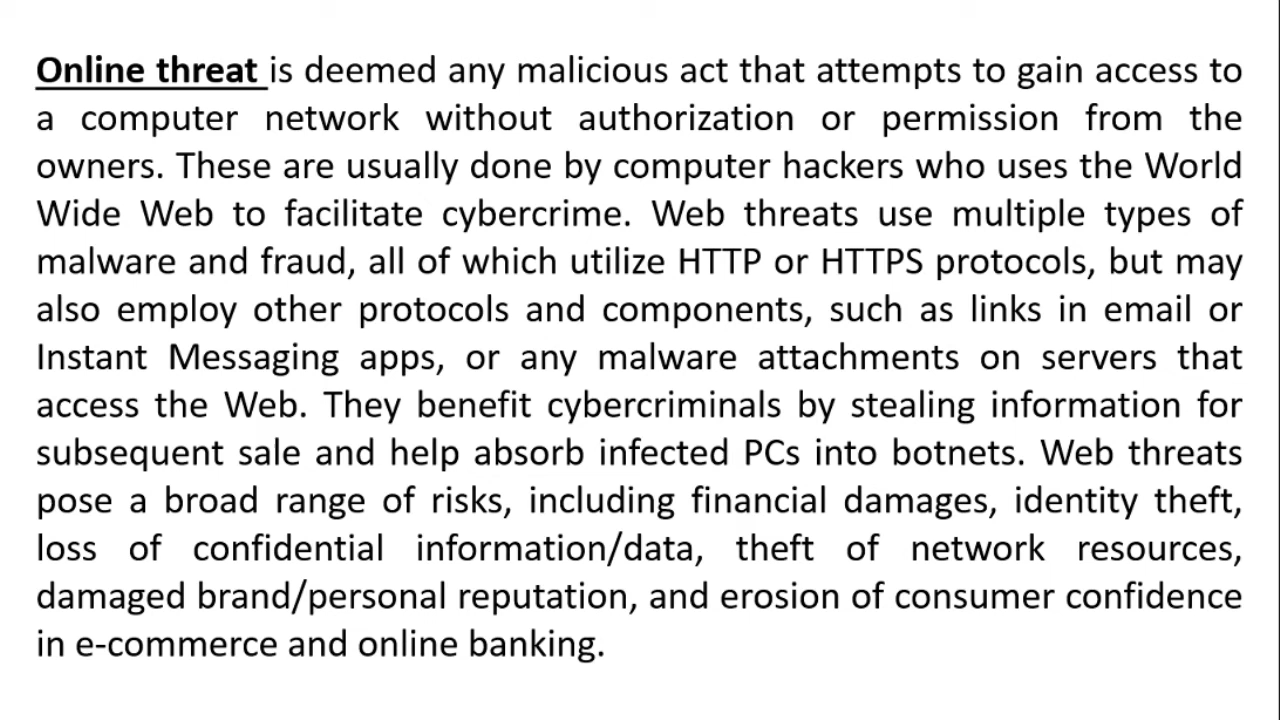 Online threat is deemed any malicious act that attempts to gain access to
a computer network without authorization or permission from the
owners. These are usually done by computer hackers who uses the World
Wide Web to facilitate cybercrime. Web threats use multiple types of
malware and fraud, all of which utilize HTTP or HTTPS protocols, but may
also employ other protocols and components, such as links in email or
Instant Messaging apps, or any malware attachments on servers that
access the Web. They benefit cybercriminals by stealing information for
subsequent sale and help absorb infected PCs into botnets. Web threats
pose a broad range of risks, including financial damages, identity theft,
loss of confidential information/data, theft of network resources,
damaged brand/personal reputation, and erosion of consumer confidence
in e-commerce and online banking.